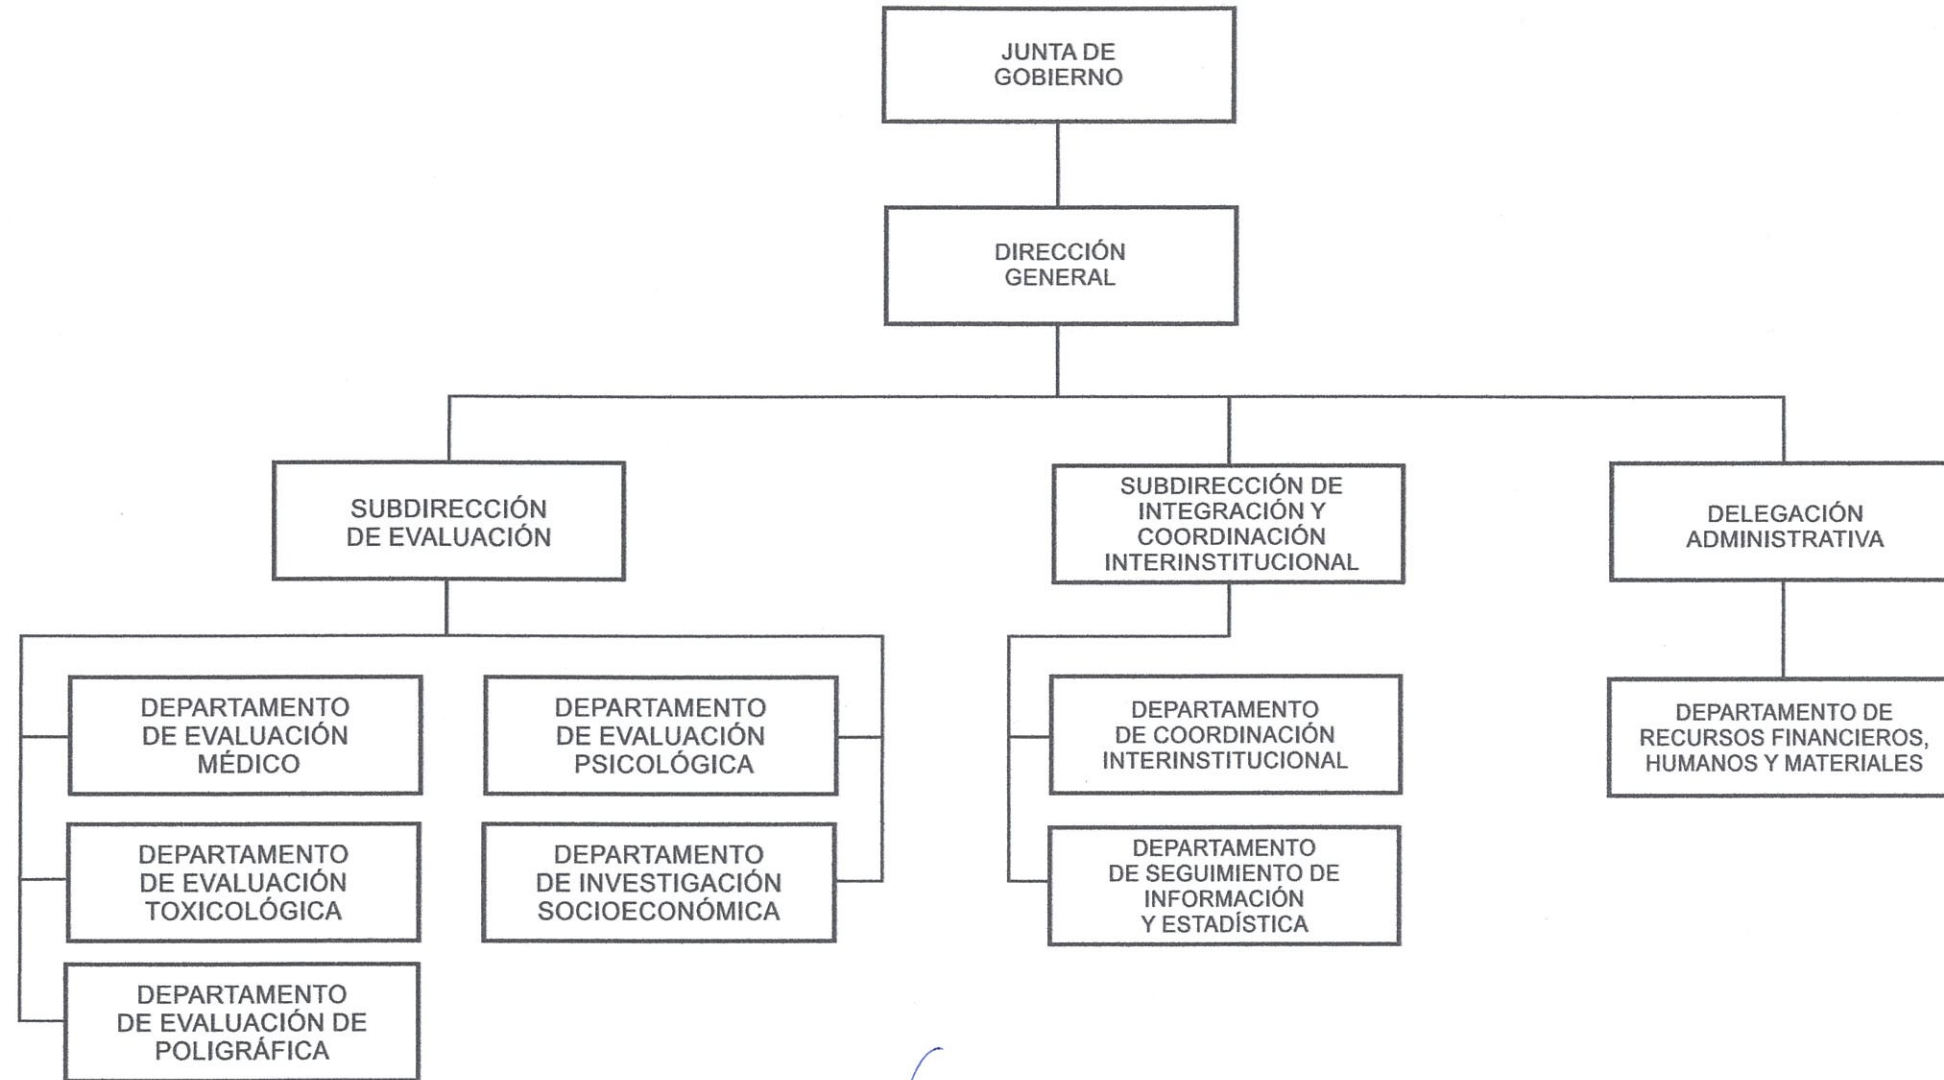 JUNTA DE
GOBIERNO
DIRECCIÓN
GENERAL
SUBDIRECCIÓN
DE EVALUACIÓN
SUBDIRECCIÓN DE
INTEGRACIÓN Y
COORDINACIÓN
INTERINSTITUCIONAL
DELEGACIÓN
ADMINISTRATIVA
DEPARTAMENTO
DE EVALUACIÓN
MÉDICO
DEPARTAMENTO
DE EVALUACIÓN
PSICOLÓGICA
DEPARTAMENTO
DE COORDINACIÓN
INTERINSTITUCIONAL
DEPARTAMENTO DE
RECURSOS FINANCIEROS,
HUMANOS Y MATERIALES
DEPARTAMENTO
DE EVALUACIÓN
TOXICOLÓGICA
DEPARTAMENTO
DE INVESTIGACIÓN
SOCIOECONÓMICA
DEPARTAMENTO
DE SEGUIMIENTO DE
INFORMACIÓN
Y ESTADÍSTICA
DEPARTAMENTO
DE EVALUACIÓN DE
POLIGRÁFICA